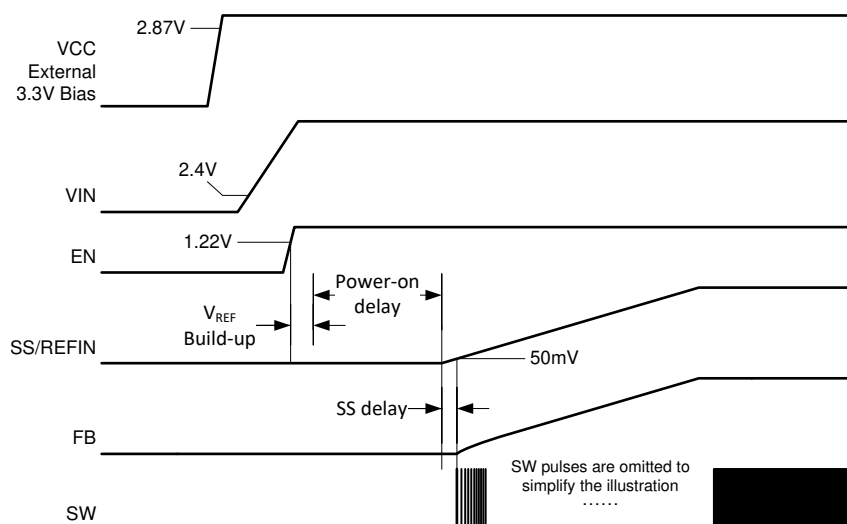 2.87V
VCC
External
3.3V Bias
2.4V
VIN
1.22V
EN
Power-on
delay
VREF
Build-up
SS/REFIN
50mV
SS delay
FB
SW pulses are omitted to
simplify the illustration
......
SW